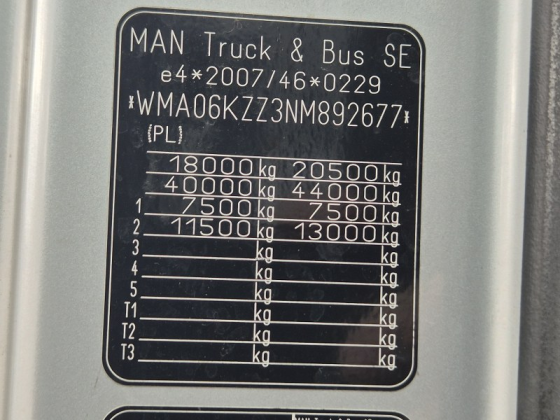 MAN Truck & Bus SE
e4*2007/46*0229
*WMA06KZZ3NM892677*
(PL)
18000 kg 20500 kg
40000 kg 44000 kg
1 7500 kg 7500 kg
2 11500 kg 13000 kg
3 kg kg
4 kg kg
5 kg kg
T1 kg kg
T2 kg kg
T3 kg kg